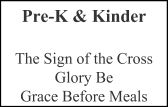 Pre-K & Kinder
The Sign of the Cross
Glory Be
Grace Before Meals